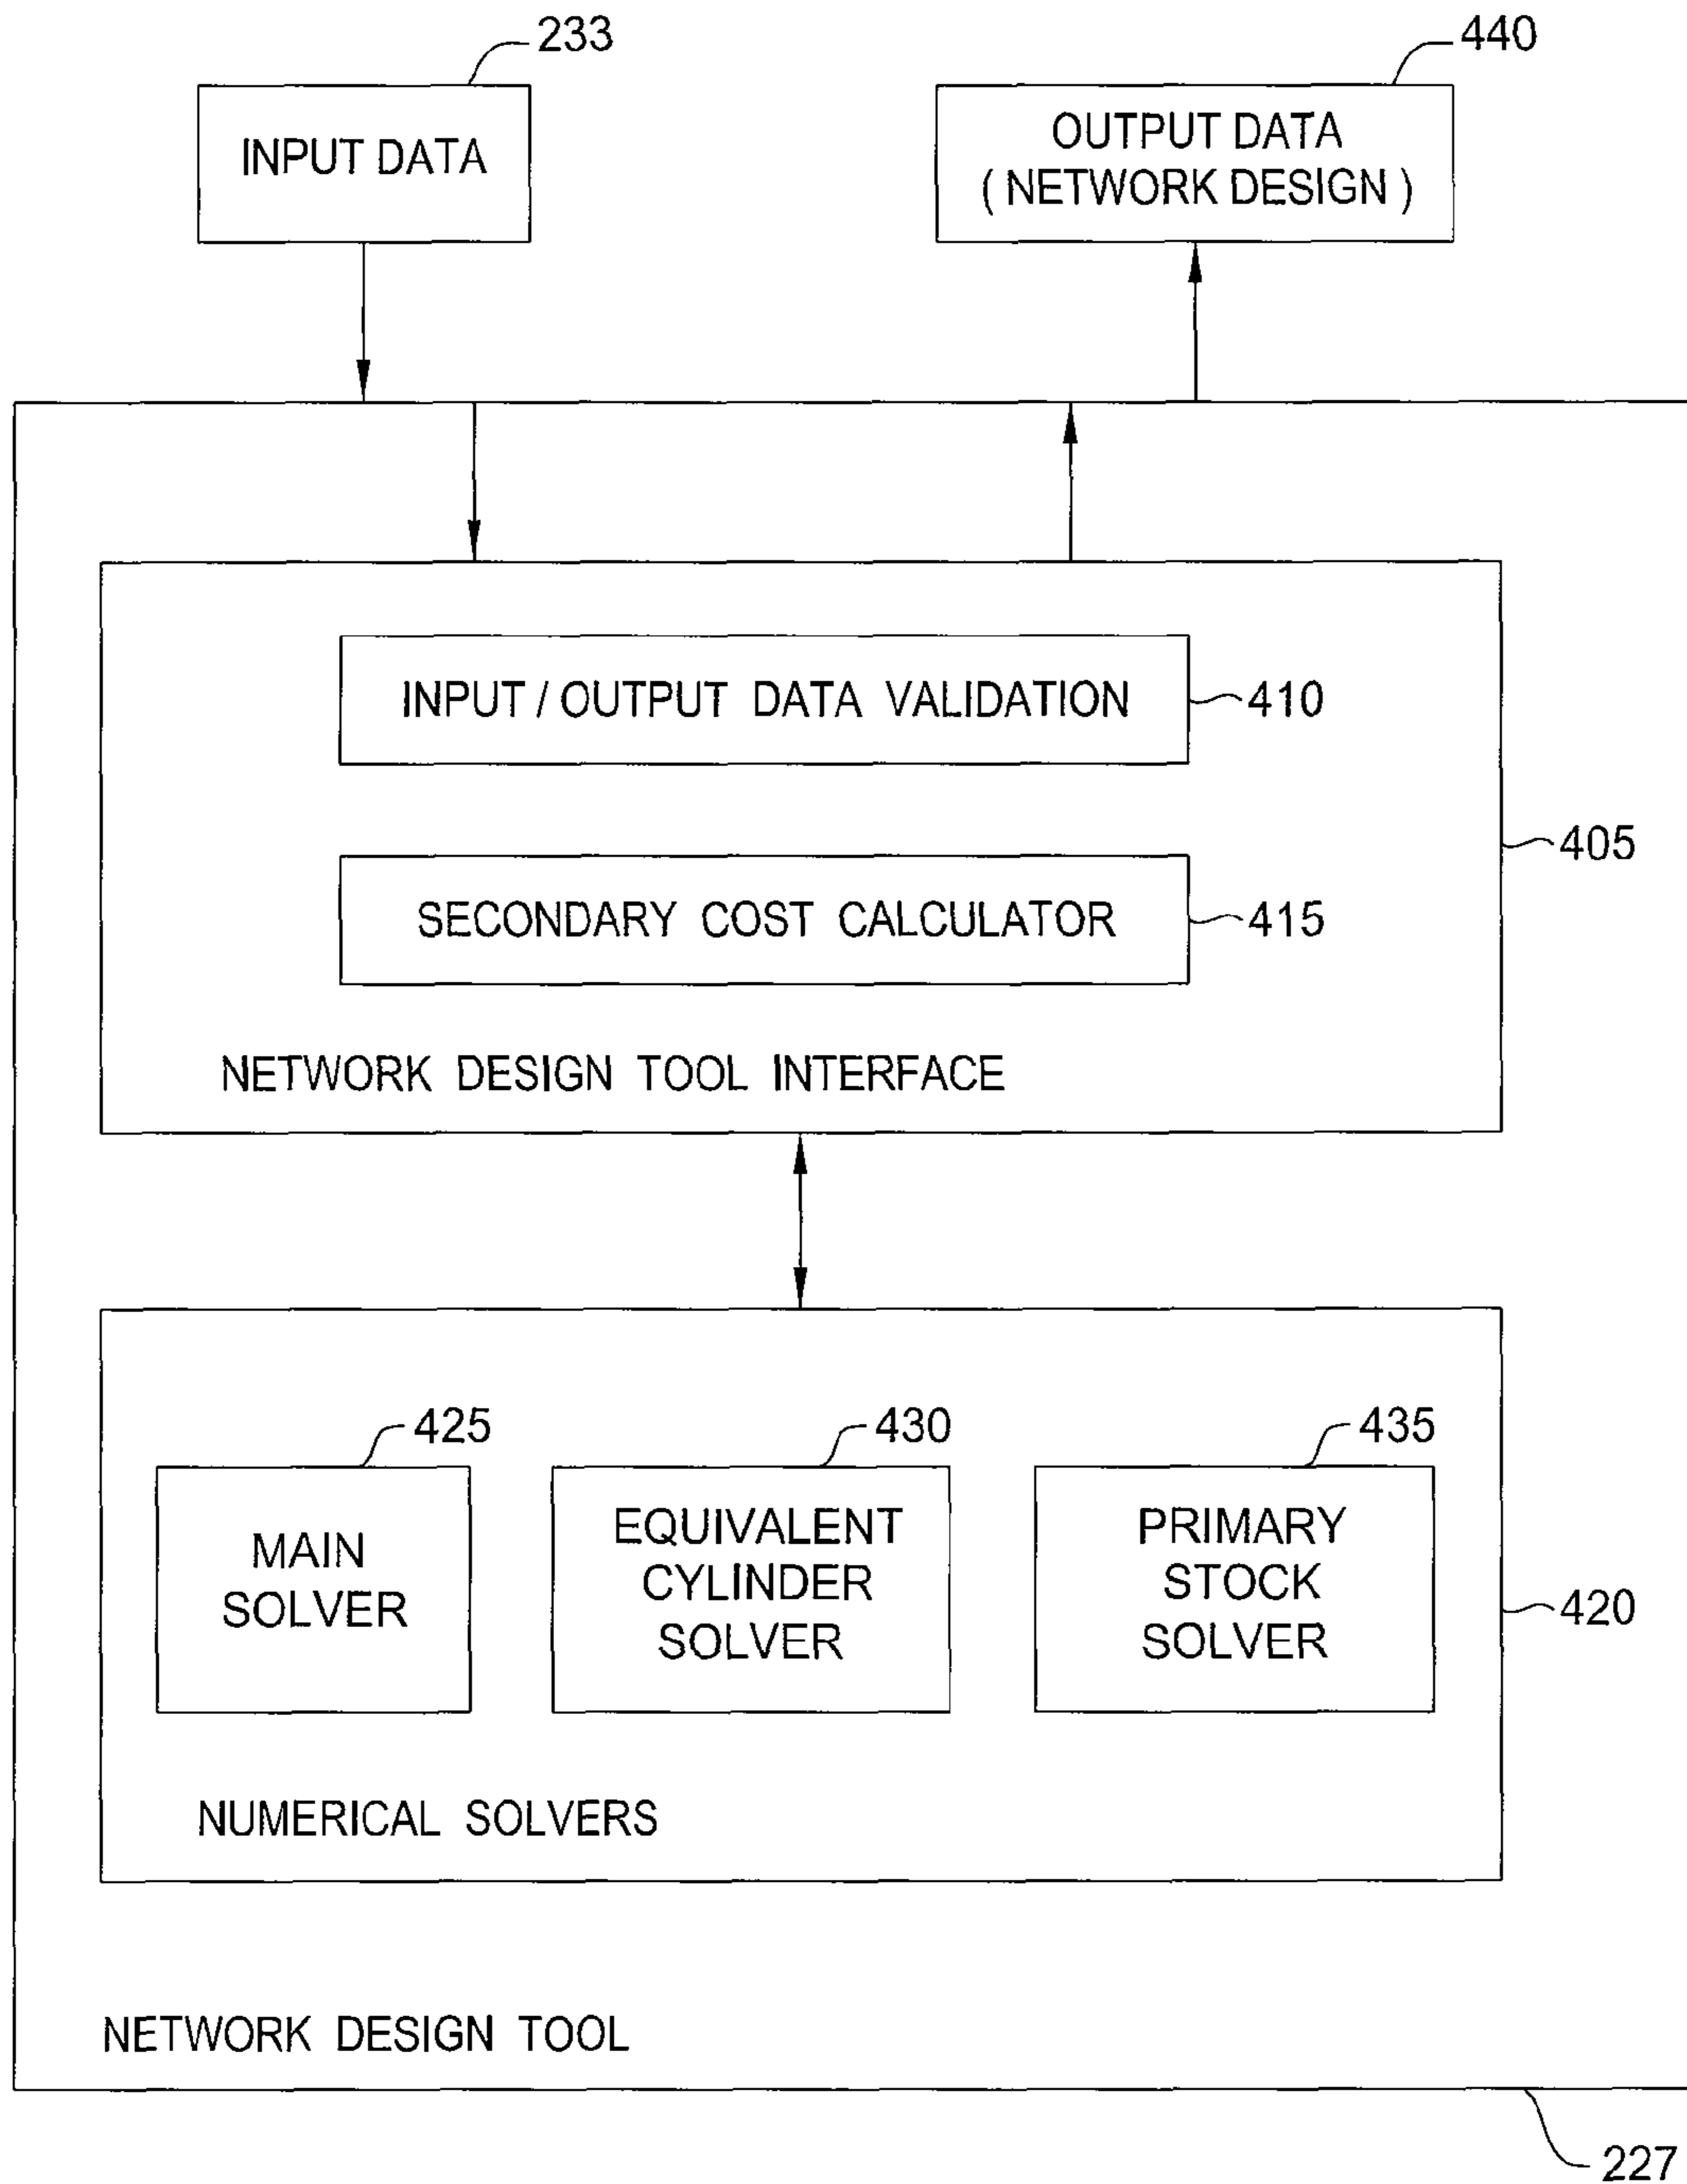 233
440
INPUT DATA
OUTPUT DATA
( NETWORK DESIGN )
INPUT / OUTPUT DATA VALIDATION
410
405
SECONDARY COST CALCULATOR
415
NETWORK DESIGN TOOL INTERFACE
425
430
435
MAIN
SOLVER
EQUIVALENT
CYLINDER
SOLVER
PRIMARY
STOCK
SOLVER
420
NUMERICAL SOLVERS
NETWORK DESIGN TOOL
227